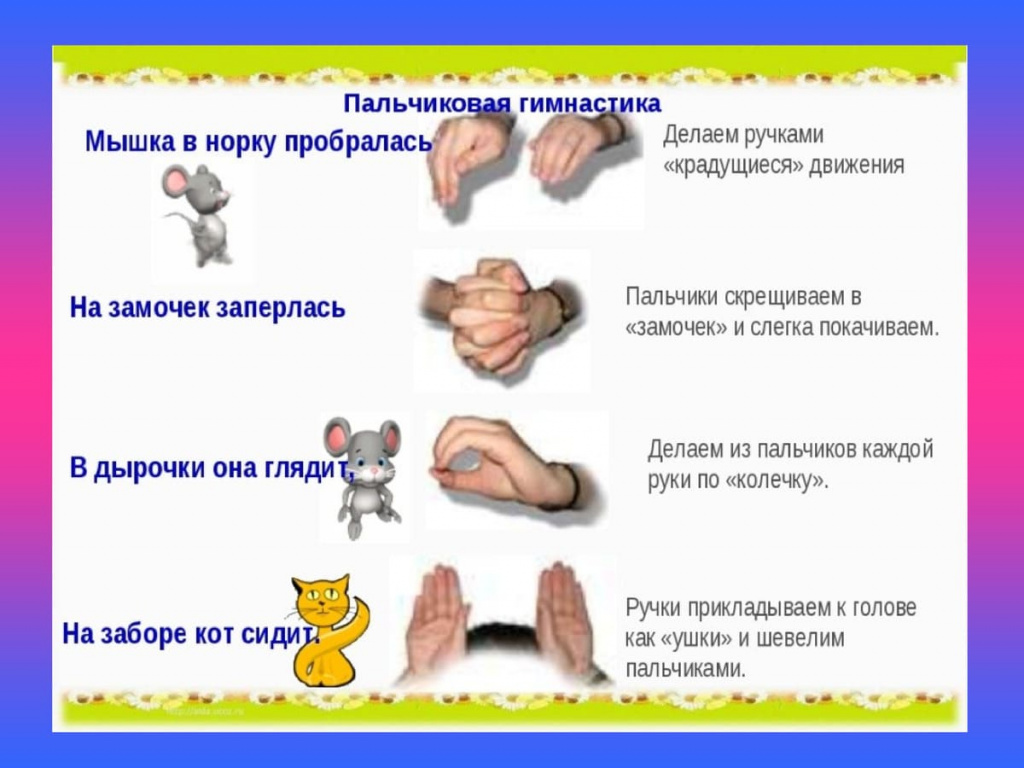 Пальчиковая гимнастика
Мышка в норку пробралась
Делаем ручками
«крадущиеся» движения
На замочек заперлась
Пальчики скрещиваем в
«замочек» и слегка покачиваем.
В дырочки она глядит,
Делаем из пальчиков каждой
руки по «колечку».
На заборе кот сидит.
Ручки прикладываем к голове
как «ушки» и шевелим
пальчиками.